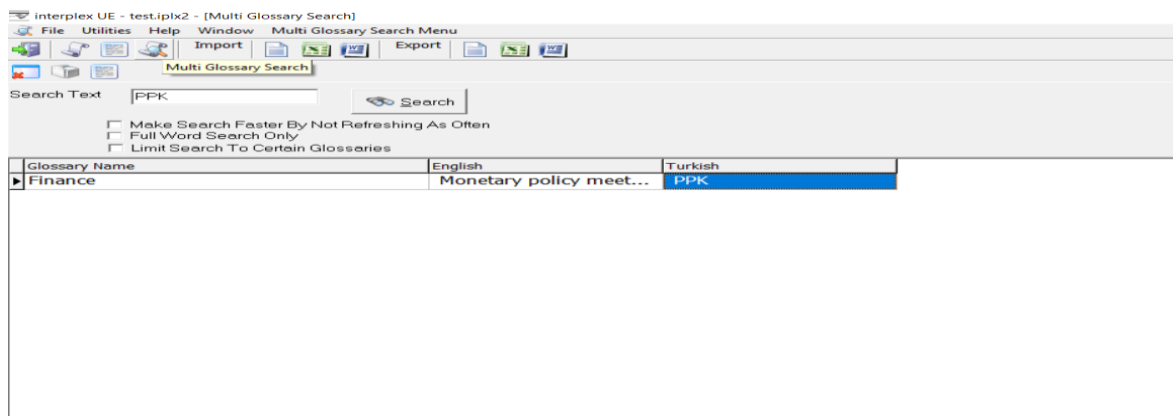 interplex UE - test.iplx2 - [Multi Glossary Search]
File Utilities Help Window Multi Glossary Search Menu
Import Export
Multi Glossary Search
Search Text PPK Search
Make Search Faster By Not Refreshing As Often
Full Word Search Only
Limit Search To Certain Glossaries
Glossary Name English Turkish
Finance Monetary policy meet... PPK